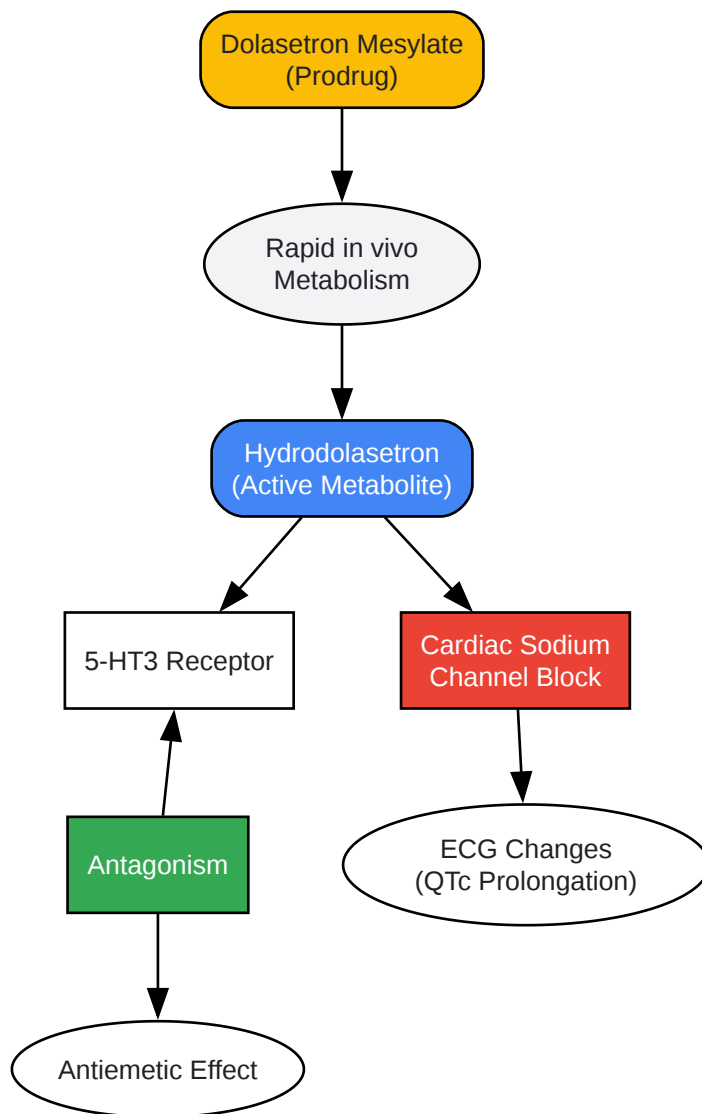 Dolasetron Mesylate
(Prodrug)
Rapid in vivo
Metabolism
Hydrodolasetron
(Active Metabolite)
5-HT3 Receptor
Cardiac Sodium
Channel Block
Antagonism
ECG Changes
(QTc Prolongation)
Antiemetic Effect